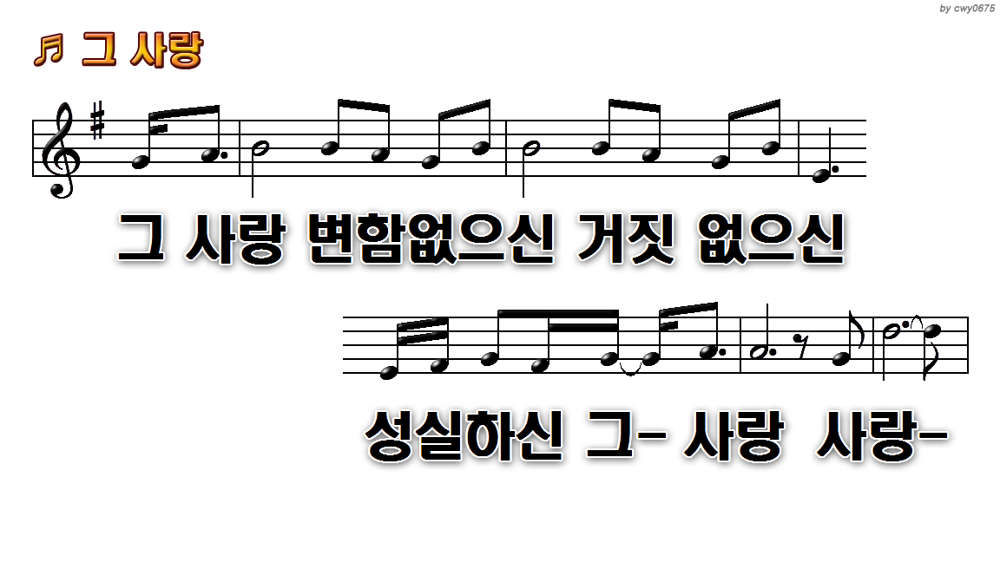 by cwy0675
그 사랑
그 사랑 변함없으신 거짓 없으신
성실하신 그- 사랑 사랑-